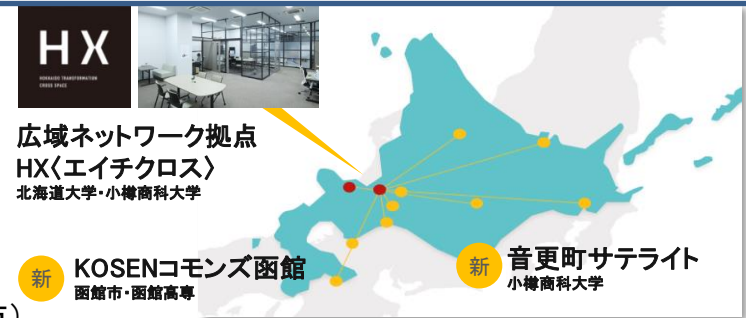 HX
HOKKAIDO TRANSFORMATION
CROSS SPACE
広域ネットワーク拠点
HX〈エイチクロス〉
北海道大学・小樽商科大学
新
KOSENコモンズ函館
函館市・函館高専
新
音更町サテライト
小樽商科大学